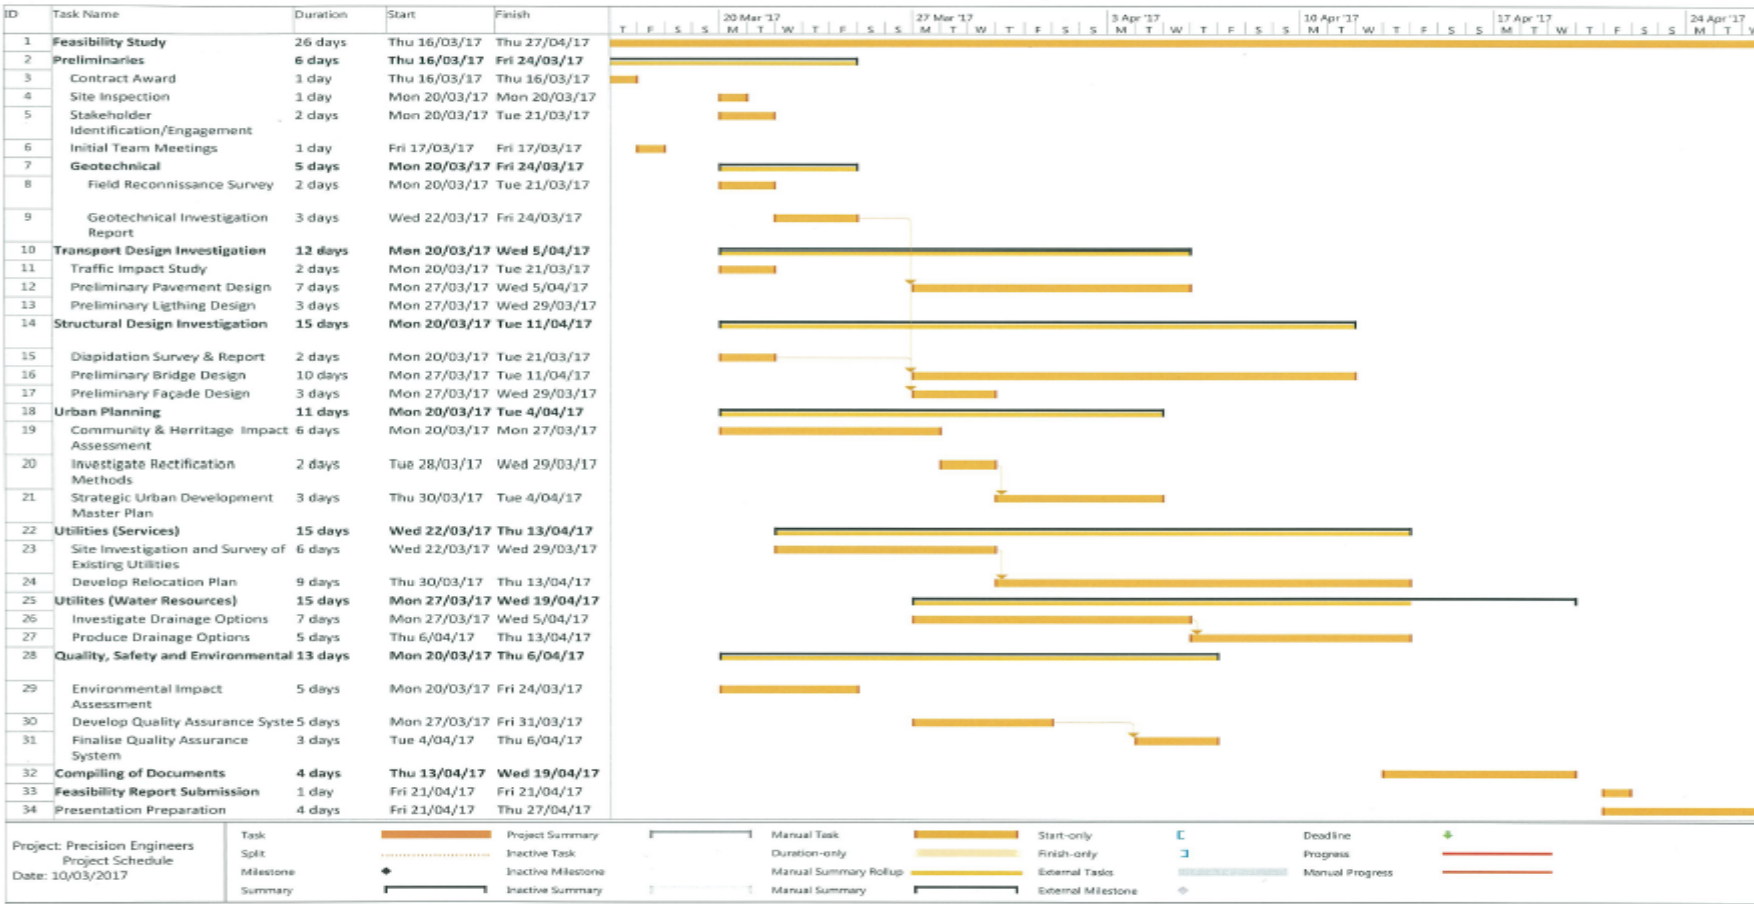 ID Task Name Duration Start Finish 20 Mar '17 27 Mar '17 3 Apr '17 10 Apr '17 17 Apr '17 24 Apr '17
T F S S M T W T F S S M T W T F S S M T W T F S S M T W T F S S M T W T F S S M T W
1 Feasibility Study 26 days Thu 16/03/17 Thu 27/04/17
2 Preliminaries 6 days Thu 16/03/17 Fri 24/03/17
3 Contract Award 1 day Thu 16/03/17 Thu 16/03/17
4 Site Inspection 1 day Mon 20/03/17 Mon 20/03/17
5 Stakeholder 2 days Mon 20/03/17 Tue 21/03/17
Identification/Engagement
6 Initial Team Meetings 1 day Fri 17/03/17 Fri 17/03/17
7 Geotechnical 5 days Mon 20/03/17 Fri 24/03/17
8 Field Reconnissance Survey 2 days Mon 20/03/17 Tue 21/03/17
9 Geotechnical Investigation 3 days Wed 22/03/17 Fri 24/03/17
Report
10 Transport Design Investigation 12 days Mon 20/03/17 Wed 5/04/17
11 Traffic Impact Study 2 days Mon 20/03/17 Tue 21/03/17
12 Preliminary Pavement Design 7 days Mon 27/03/17 Wed 5/04/17
13 Preliminary Ligthing Design 3 days Mon 27/03/17 Wed 29/03/17
14 Structural Design Investigation 15 days Mon 20/03/17 Tue 11/04/17
15 Diapidation Survey & Report 2 days Mon 20/03/17 Tue 21/03/17
16 Preliminary Bridge Design 10 days Mon 27/03/17 Tue 11/04/17
17 Preliminary Façade Design 3 days Mon 27/03/17 Wed 29/03/17
18 Urban Planning 11 days Mon 20/03/17 Tue 4/04/17
19 Community & Herritage Impact 6 days Mon 20/03/17 Mon 27/03/17
Assessment
20 Investigate Rectification 2 days Tue 28/03/17 Wed 29/03/17
Methods
21 Strategic Urban Development 3 days Thu 30/03/17 Tue 4/04/17
Master Plan
22 Utilities (Services) 15 days Wed 22/03/17 Thu 13/04/17
23 Site Investigation and Survey of 6 days Wed 22/03/17 Wed 29/03/17
Existing Utilities
24 Develop Relocation Plan 9 days Thu 30/03/17 Thu 13/04/17
25 Utilites (Water Resources) 15 days Mon 27/03/17 Wed 19/04/17
26 Investigate Drainage Options 7 days Mon 27/03/17 Wed 5/04/17
27 Produce Drainage Options 5 days Thu 6/04/17 Thu 13/04/17
28 Quality, Safety and Environmental 13 days Mon 20/03/17 Thu 6/04/17
29 Environmental Impact 5 days Mon 20/03/17 Fri 24/03/17
Assessment
30 Develop Quality Assurance Syste 5 days Mon 27/03/17 Fri 31/03/17
31 Finalise Quality Assurance 3 days Tue 4/04/17 Thu 6/04/17
System
32 Compiling of Documents 4 days Thu 13/04/17 Wed 19/04/17
33 Feasibility Report Submission 1 day Fri 21/04/17 Fri 21/04/17
34 Presentation Preparation 4 days Fri 21/04/17 Thu 27/04/17
Project: Precision Engineers
Project Schedule
Date: 10/03/2017
Task Project Summary Manual Task Start-only Deadline
Split Inactive Task Duration-only Finish-only Progress
Milestone Inactive Milestone Manual Summary Rollup External Tasks Manual Progress
Summary Inactive Summary Manual Summary External Milestone